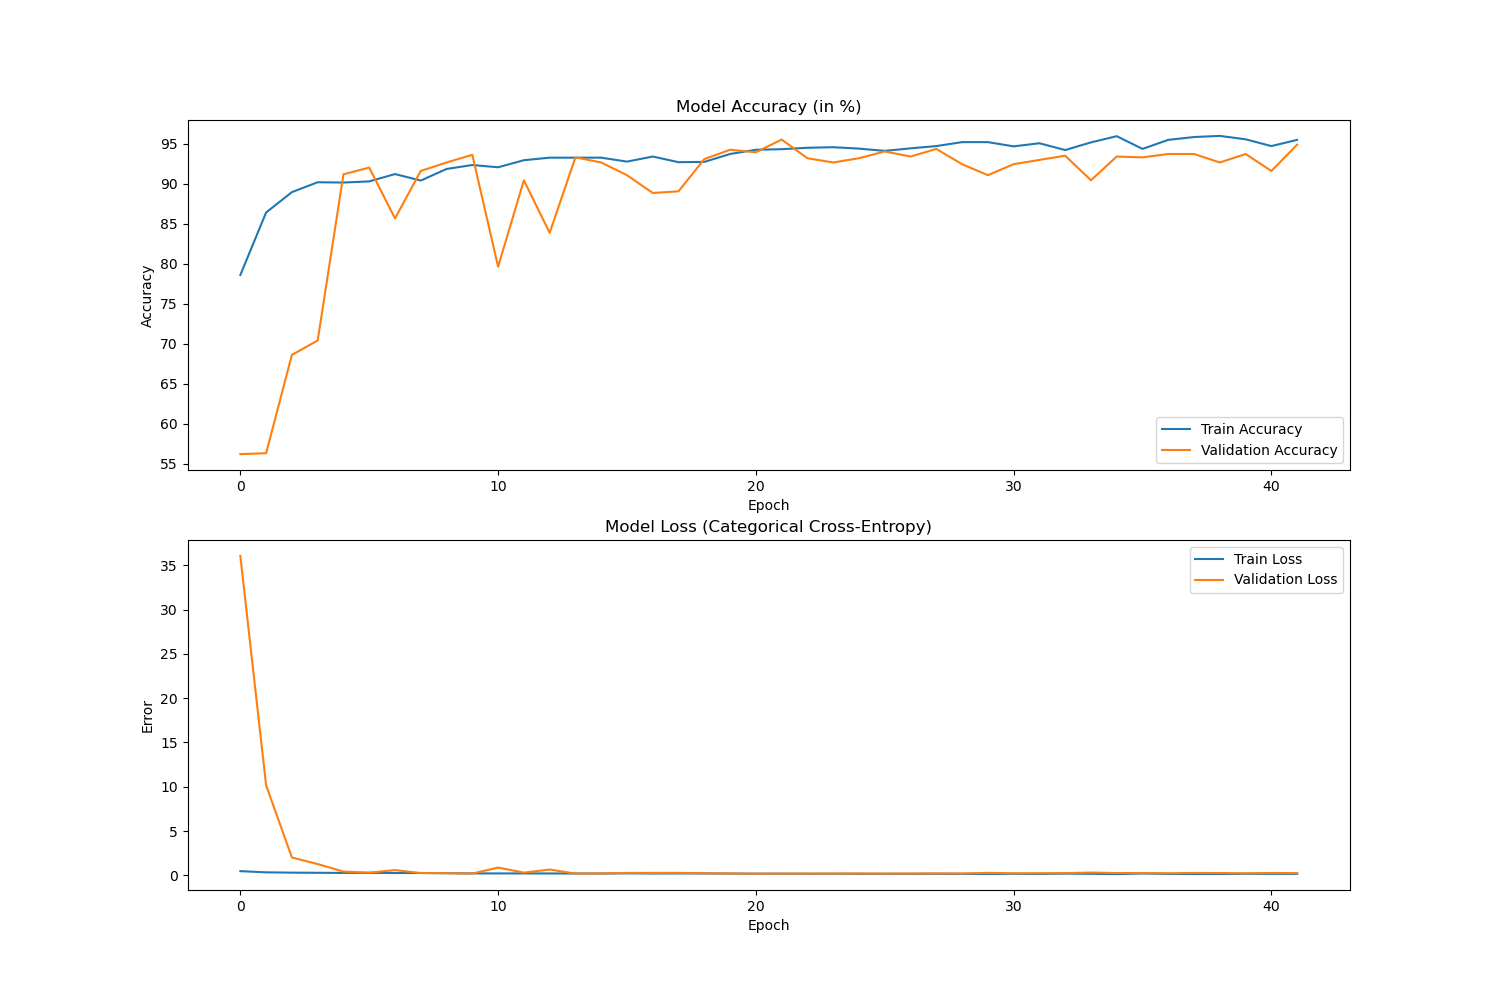 Model Accuracy (in %)
95
90
85
80
75
70
65
60
55
Accuracy
Train Accuracy
Validation Accuracy
0 10 20 30 40
Epoch
Model Loss (Categorical Cross-Entropy)
35
30
25
20
15
10
5
0
Error
Train Loss
Validation Loss
0 10 20 30 40
Epoch